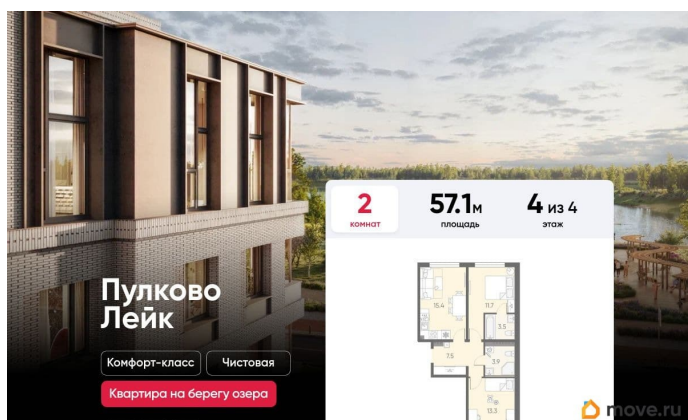 2
комнат
57.1м
площадь
4 из 4
этаж
15.4
11.7
3.5
7.5
3.9
13.3
Пулково
Лейк
Комфорт-класс
Чистовая
Квартира на берегу озера
move.ru